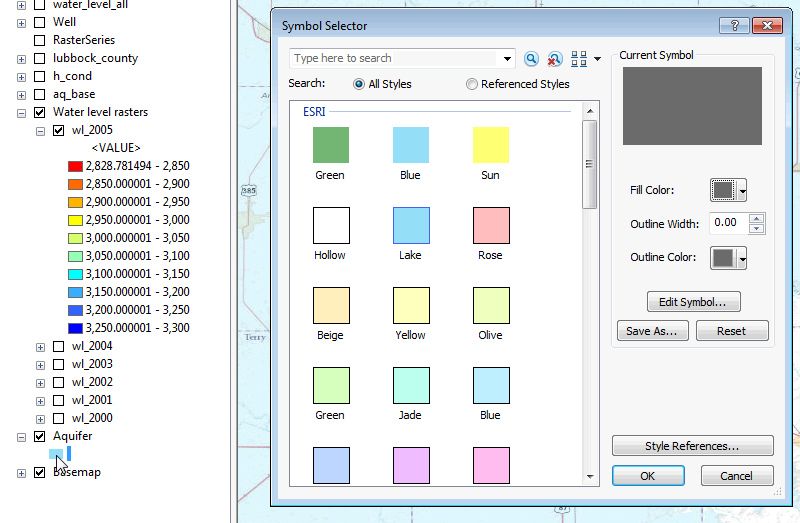 water_level_all
Well
RasterSeries
lubbock_county
h_cond
aq_base
Water level rasters
wl_2005
<VALUE>
2,828.781494 - 2,850
2,850.000001 - 2,900
2,900.000001 - 2,950
2,950.000001 - 3,000
3,000.000001 - 3,050
3,050.000001 - 3,100
3,100.000001 - 3,150
3,150.000001 - 3,200
3,200.000001 - 3,250
3,250.000001 - 3,300
wl_2004
wl_2003
wl_2002
wl_2001
wl_2000
Aquifer
Basemap
385
Terry
Symbol Selector
Type here to search
Search:
All Styles
Referenced Styles
ESRI
Green
Blue
Sun
Hollow
Lake
Rose
Beige
Yellow
Olive
Green
Jade
Blue
Current Symbol
Fill Color:
Outline Width:
0.00
Outline Color:
Edit Symbol...
Save As...
Reset
Style References...
OK
Cancel
87